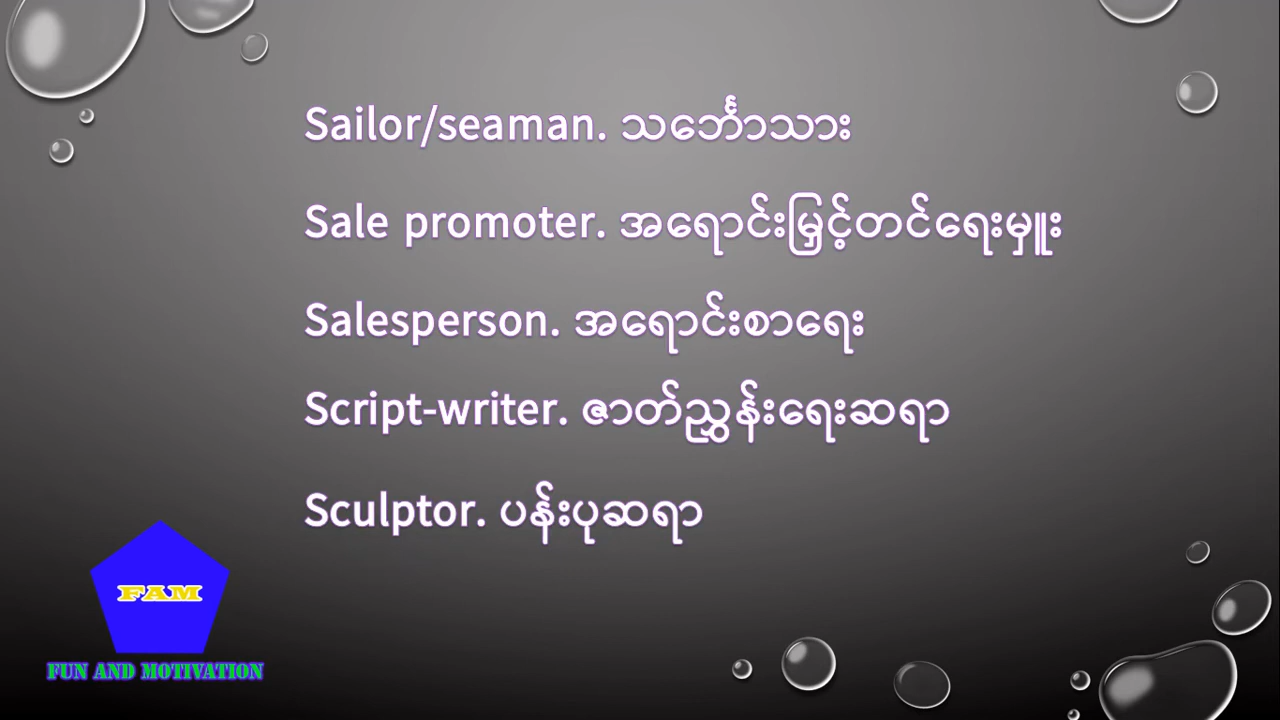 Sailor/seaman. သင်္ဘောသား
Sale promoter. အရောင်းမြှင့်တင်ရေးမှူး
Salesperson. အရောင်းစာရေး
Script-writer. ဇာတ်ညွှန်းရေးဆရာ
Sculptor. ပန်းပုဆရာ
FAM
FUN AND MOTIVATION